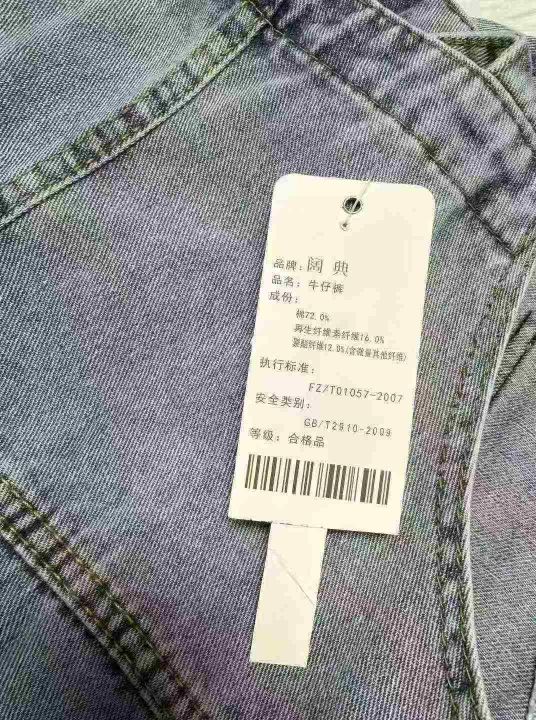 品牌：阔 典
品名：牛仔裤
成份：
棉72.0%
再生纤维素纤维16.0%
聚酯纤维12.0%(含微量其他纤维)
执行标准：
FZ/T01057-2007
安全类别：
GB/T2910-2009
等级：合格品